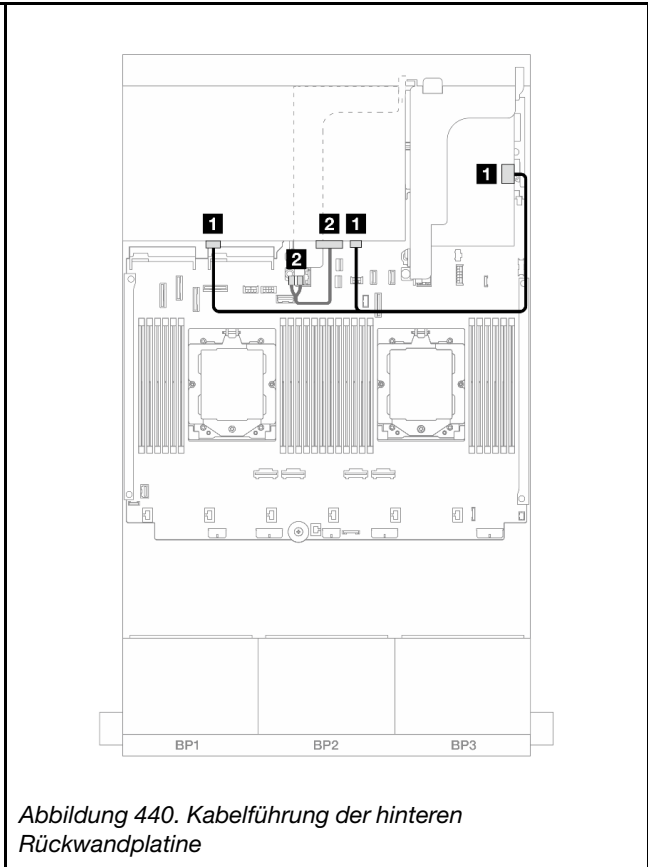 1
1
2
1
2
BP1 BP2 BP3
Abbildung 440. Kabelführung der hinteren
Rückwandplatine